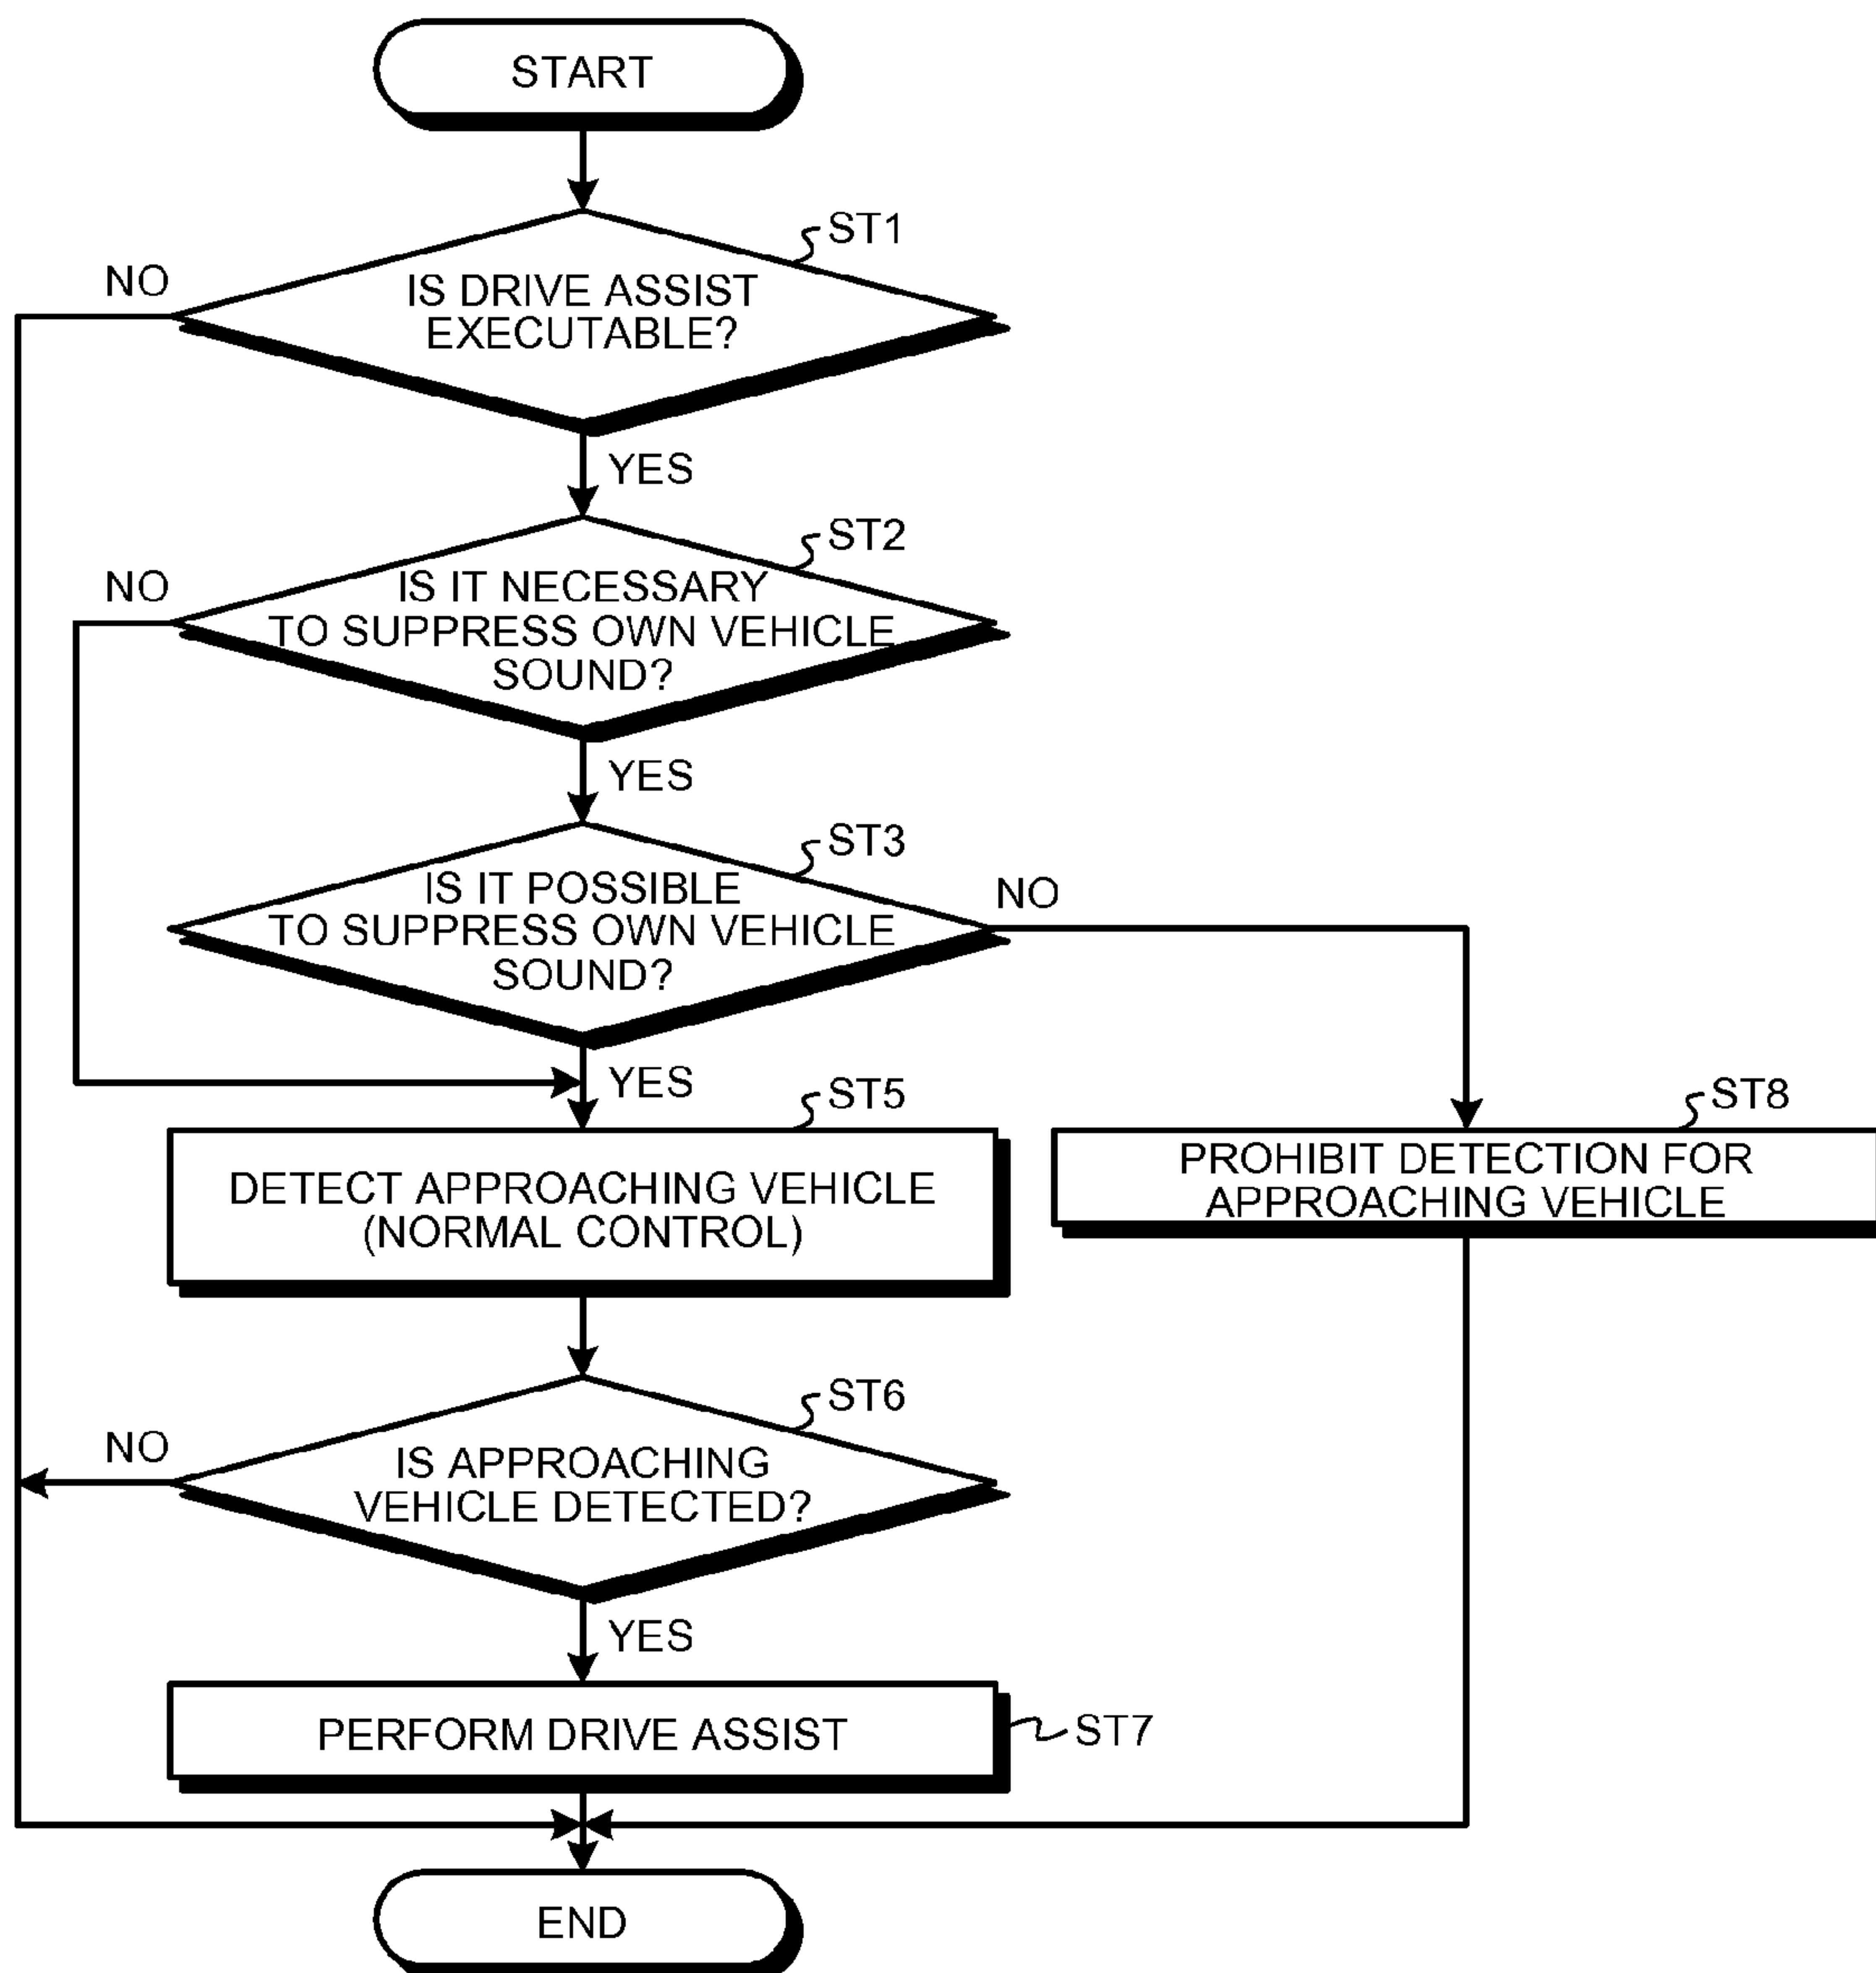 START
ST1
NO
IS DRIVE ASSIST
EXECUTABLE?
YES
ST2
NO
IS IT NECESSARY
TO SUPPRESS OWN VEHICLE
SOUND?
YES
ST3
IS IT POSSIBLE
TO SUPPRESS OWN VEHICLE
SOUND?
NO
YES
ST5
DETECT APPROACHING VEHICLE
(NORMAL CONTROL)
ST8
PROHIBIT DETECTION FOR
APPROACHING VEHICLE
ST6
NO
IS APPROACHING
VEHICLE DETECTED?
YES
PERFORM DRIVE ASSIST
ST7
END